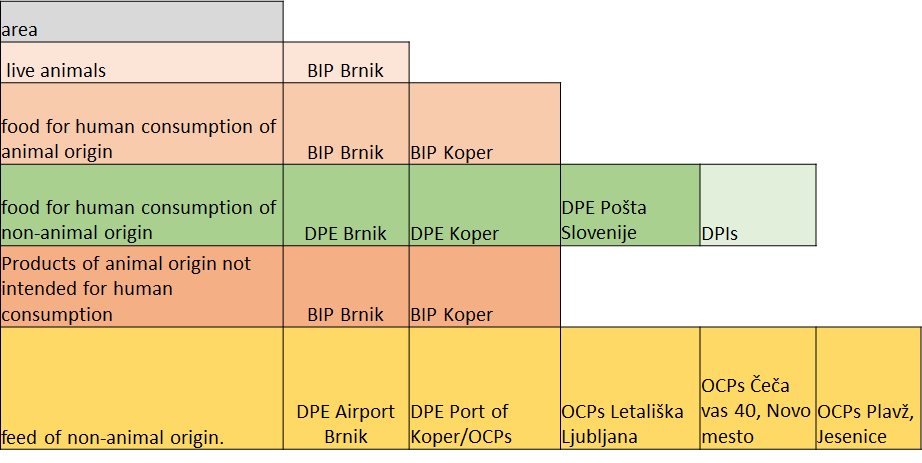 area
live animals
BIP Brnik
food for human consumption of
animal origin
BIP Brnik
BIP Koper
food for human consumption of
non-animal origin
DPE Brnik
DPE Koper
DPE Pošta
Slovenije
DPIs
Products of animal origin not
intended for human
consumption
BIP Brnik
BIP Koper
feed of non-animal origin.
DPE Airport
Brnik
DPE Port of
Koper/OCPs
OCPs Letališka
Ljubljana
OCPs Čeča
vas 40, Novo
mesto
OCPs Plavž,
Jesenice